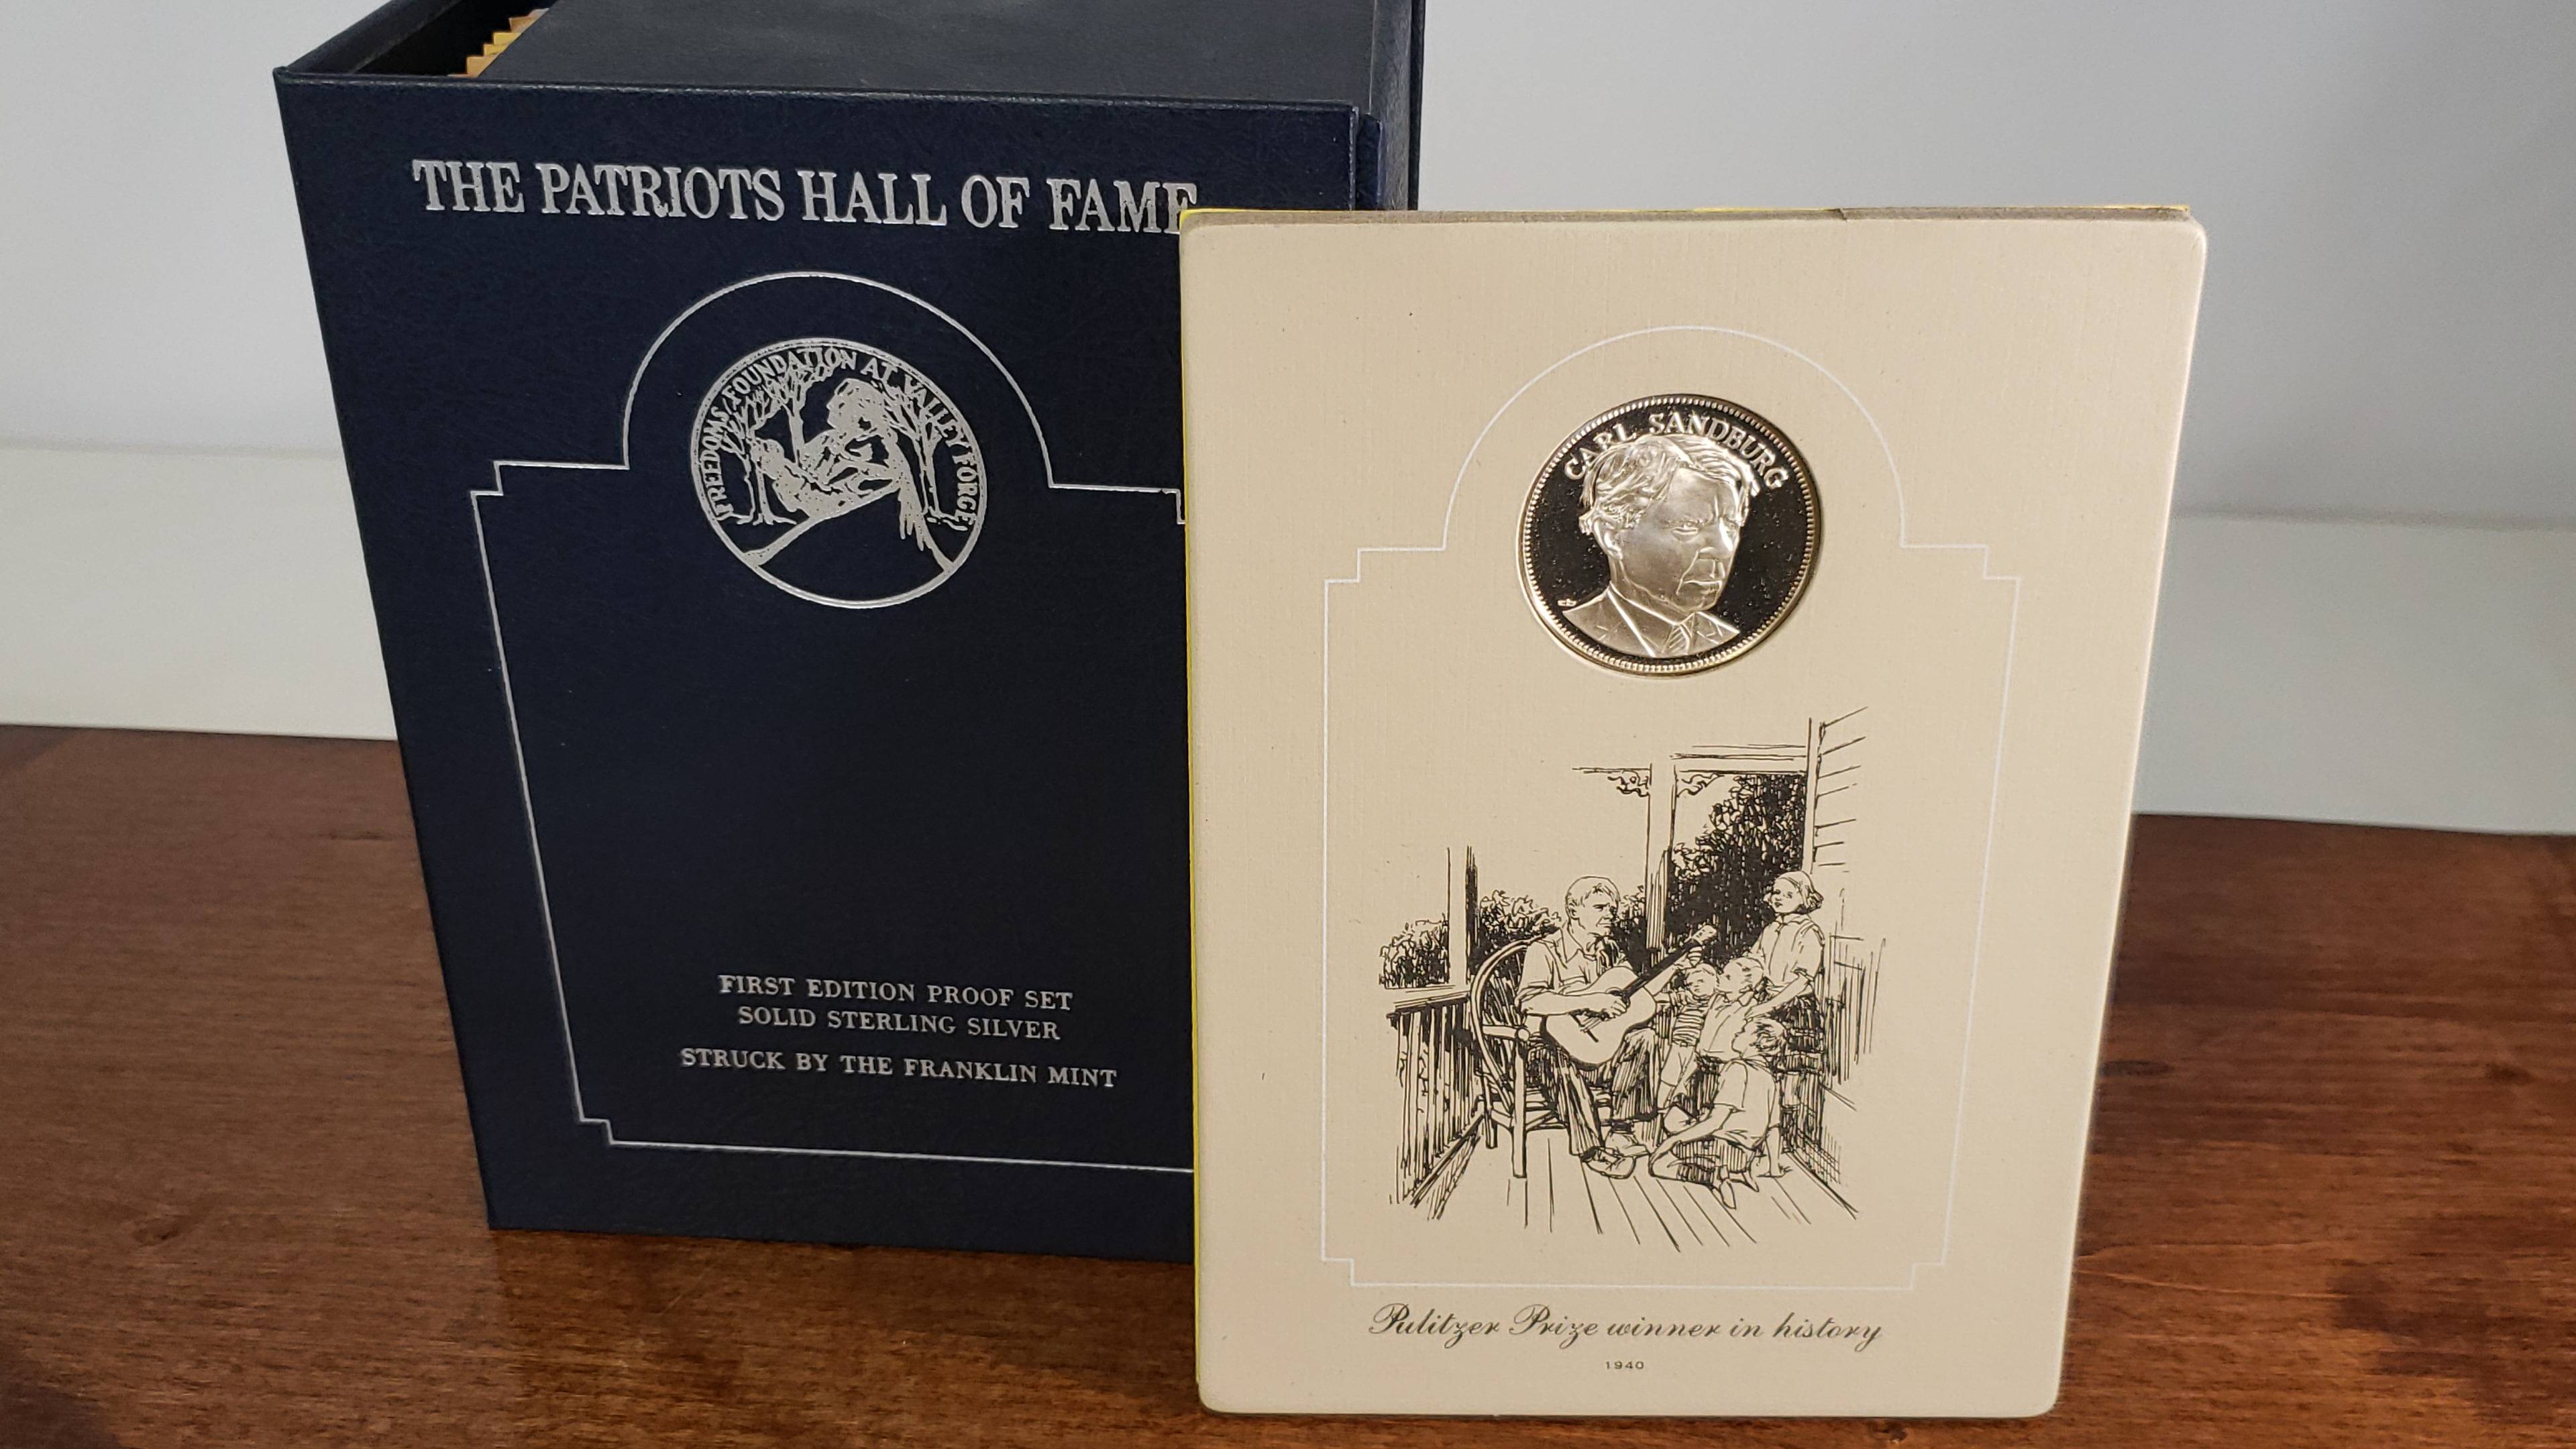 THE PATRIOTS HALL OF FAME
FREEDOMS FOUNDATION AT VALLEY FORGE
FIRST EDITION PROOF SET
SOLID STERLING SILVER
STRUCK BY THE FRANKLIN MINT
CARL SANDBURG
Pulitzer Prize winner in history
1940